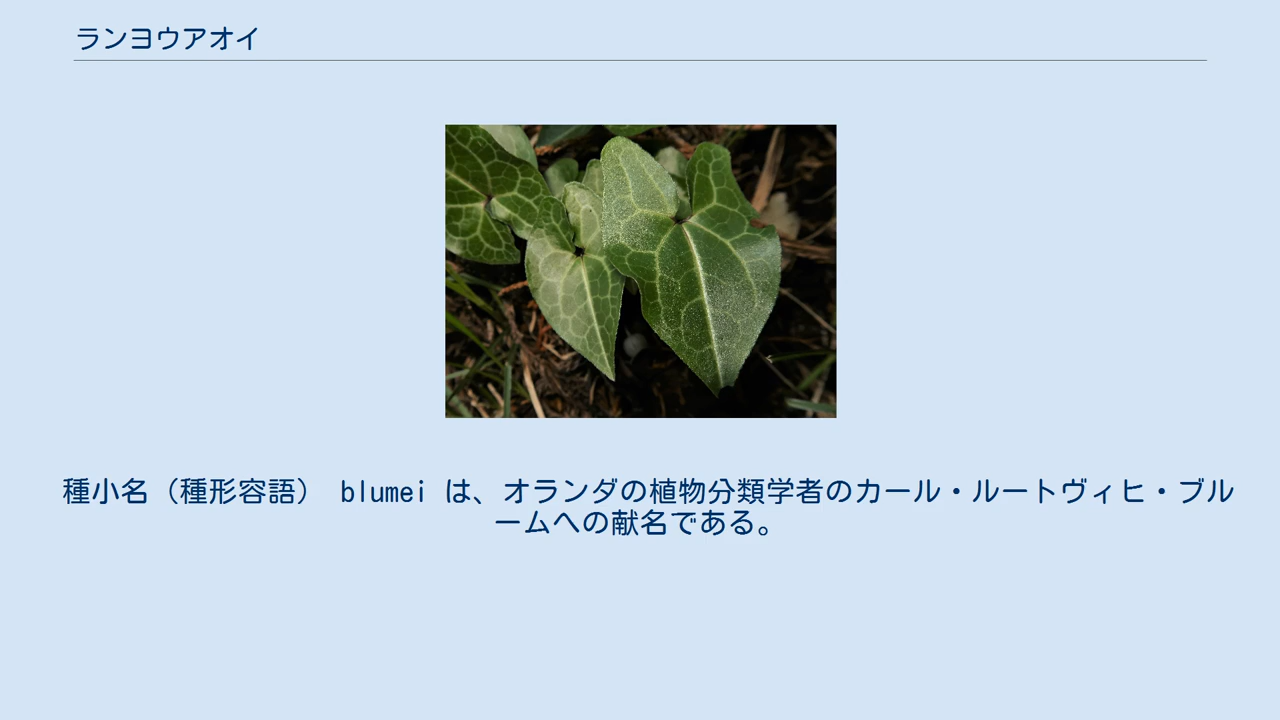 ランヨウアオイ
種小名（種形容語） blumei は、オランダの植物分類学者のカール・ルートヴィヒ・ブル
ームへの献名である。